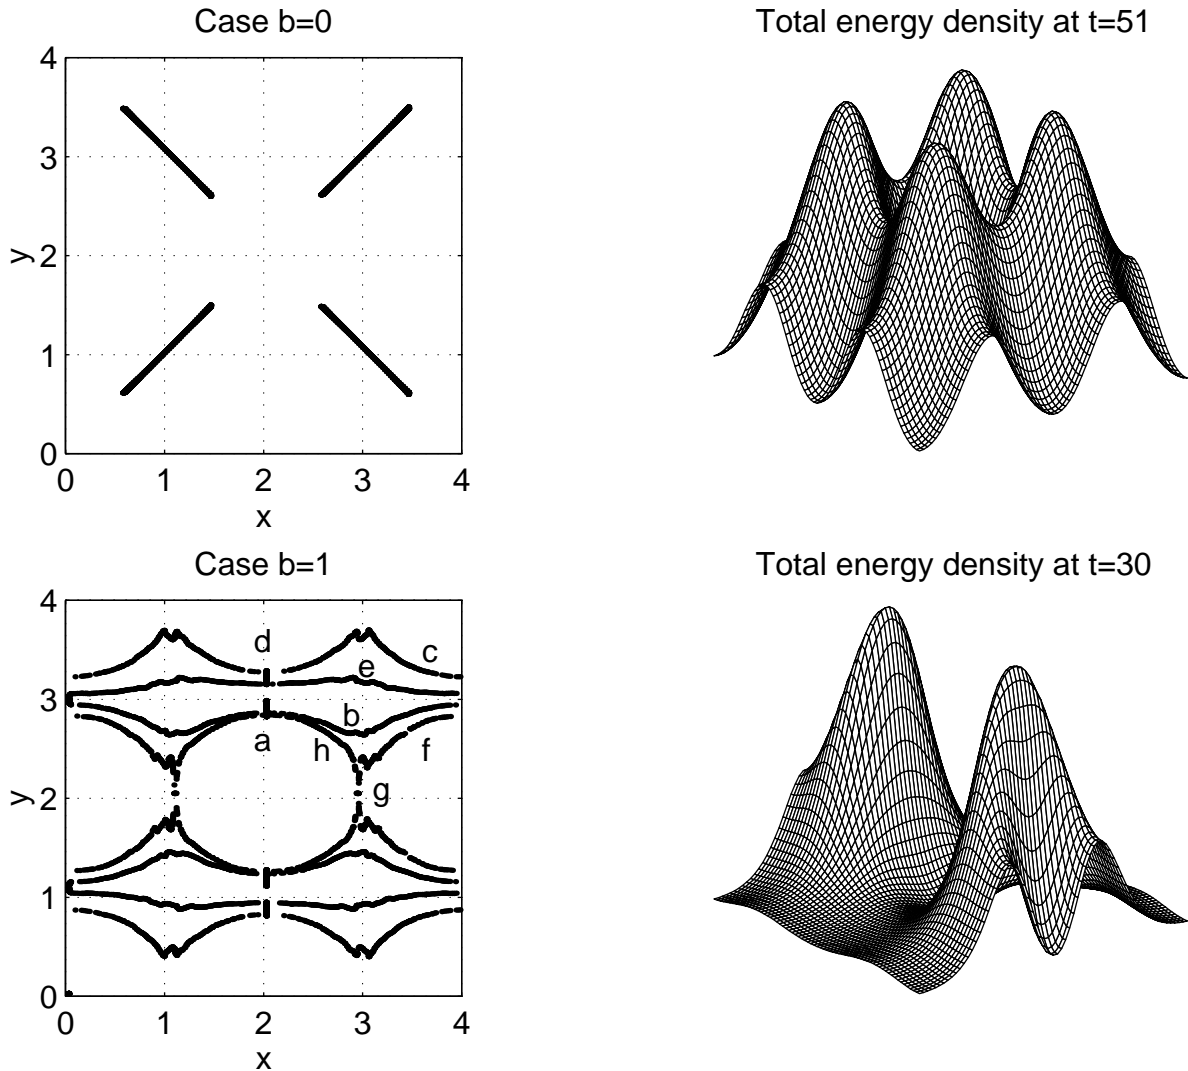 Case b=0
Total energy density at t=51
4
3
2
1
0
y
0 1 2 3 4
x
Case b=1
Total energy density at t=30
4
d
c
e
3
b
a
h
f
2
g
y
1
0
0 1 2 3 4
x